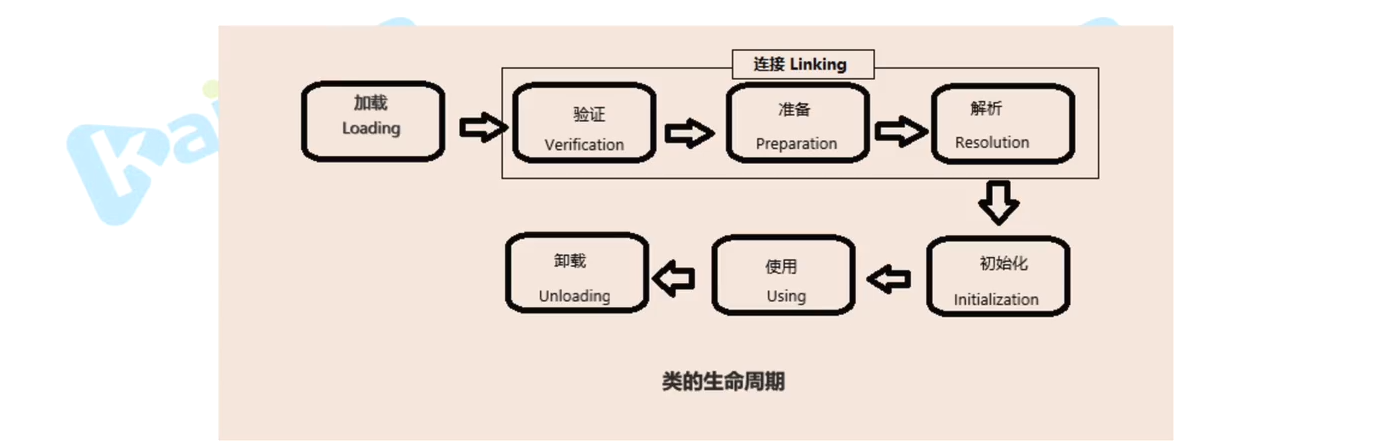 连接 Linking
加载
Loading
验证
Verification
准备
Preparation
解析
Resolution
卸载
Unloading
使用
Using
初始化
Initialization
类的生命周期